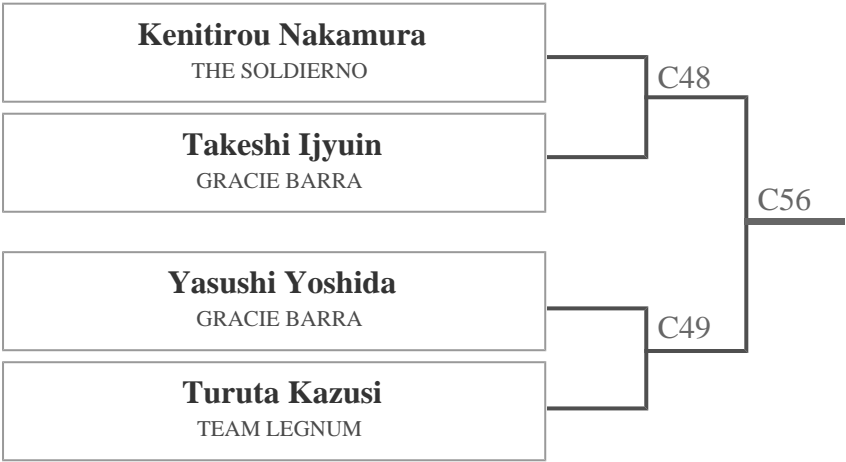 Kenitirou Nakamura
THE SOLDIERNO
C48
Takeshi Ijyuin
GRACIE BARRA
C56
Yasushi Yoshida
GRACIE BARRA
C49
Turuta Kazusi
TEAM LEGNUM